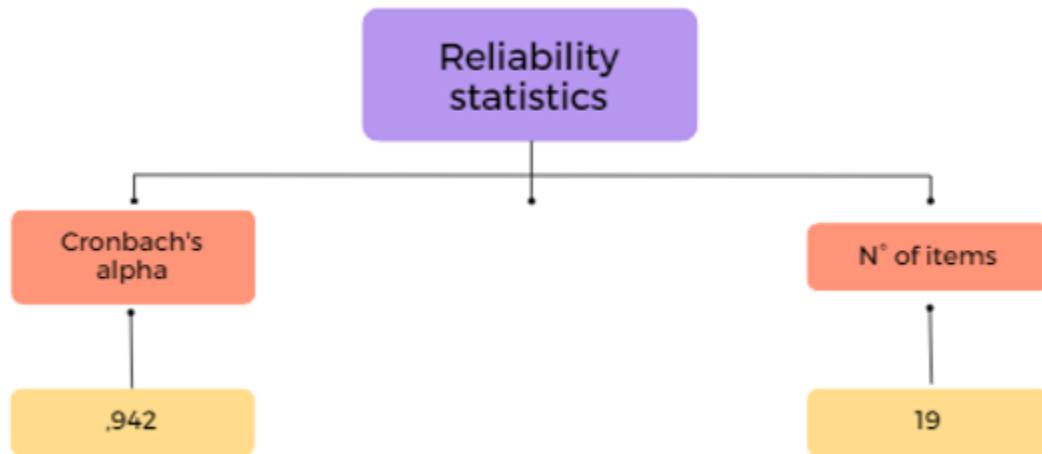 Reliability
statistics
Cronbach's
alpha
N° of items
,942
19